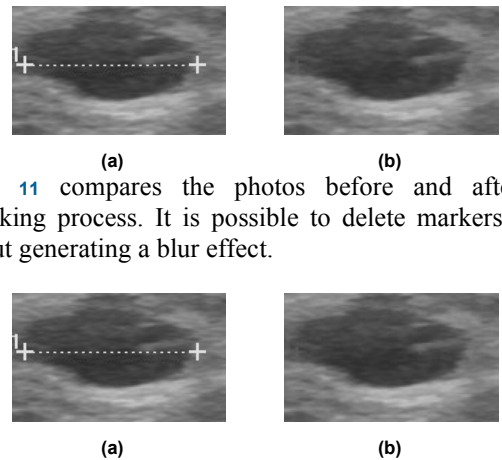 1
(a) (b)
11 compares the photos before and afte
king process. It is possible to delete markers
ut generating a blur effect.
1
(a) (b)